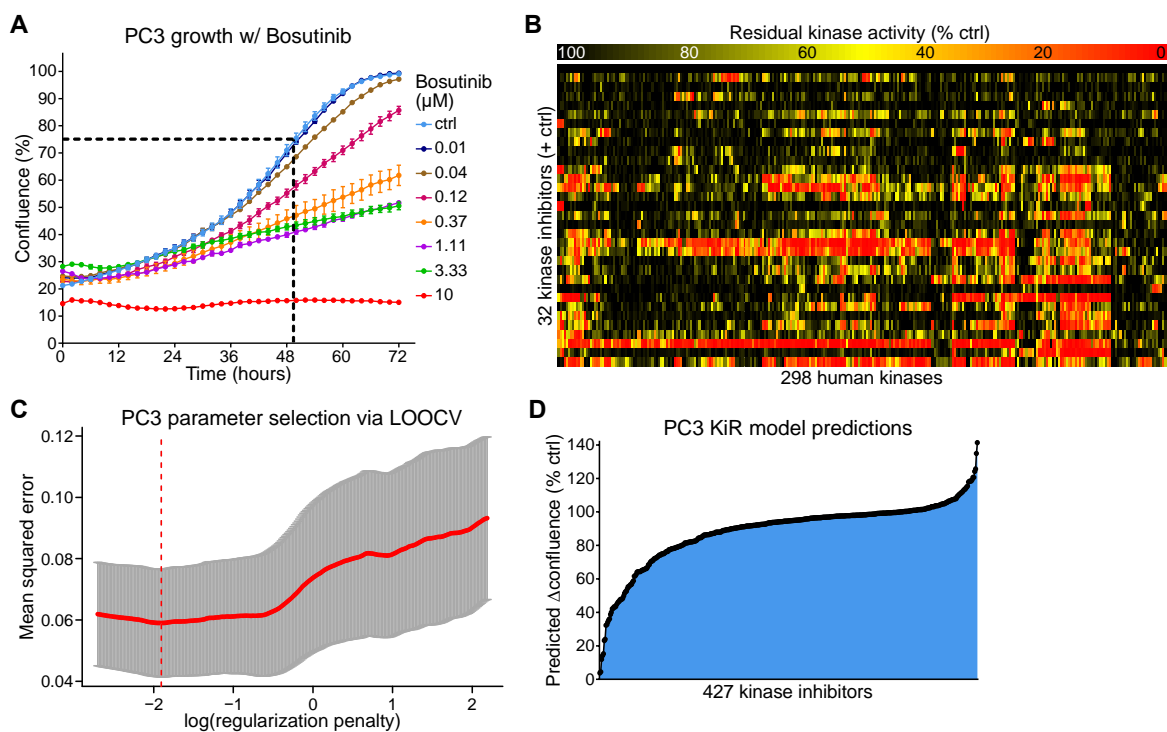 A
PC3 growth w/ Bosutinib
Confluence (%)
100
90
80
70
60
50
40
30
20
10
0
0 12 24 36 48 60 72
Time (hours)
Bosutinib
(μM)
ctrl
0.01
0.04
0.12
0.37
1.11
3.33
10
B
Residual kinase activity (% ctrl)
100 80 60 40 20 0
32 kinase inhibitors (+ ctrl)
298 human kinases
C
PC3 parameter selection via LOOCV
Mean squared error
0.12
0.10
0.08
0.06
0.04
−2 −1 0 1 2
log(regularization penalty)
D
PC3 KiR model predictions
Predicted Δconfluence (% ctrl)
140
120
100
80
60
40
20
0
427 kinase inhibitors